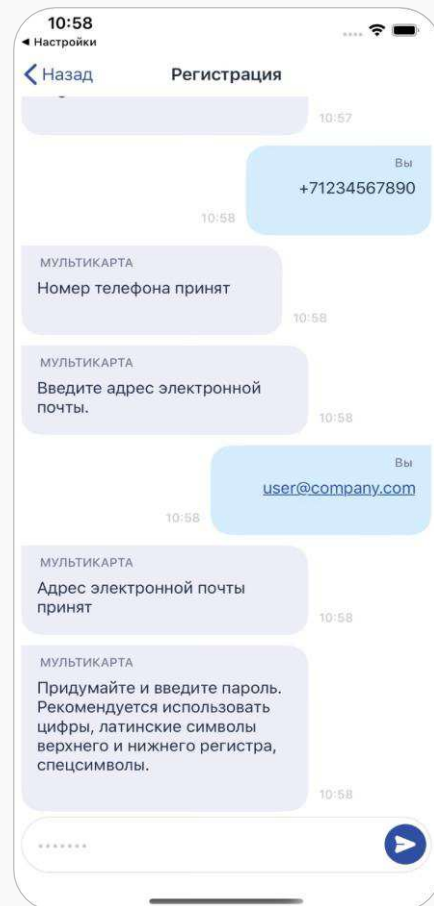 10:58
◀ Настройки
Назад
Регистрация
10:57
Вы
+71234567890
10:58
МУЛЬТИКАРТА
Номер телефона принят
10:58
МУЛЬТИКАРТА
Введите адрес электронной
почты.
10:58
Вы
user@company.com
10:58
МУЛЬТИКАРТА
Адрес электронной почты
принят
10:58
МУЛЬТИКАРТА
Придумайте и введите пароль.
Рекомендуется использовать
цифры, латинские символы
верхнего и нижнего регистра,
спецсимволы.
10:58